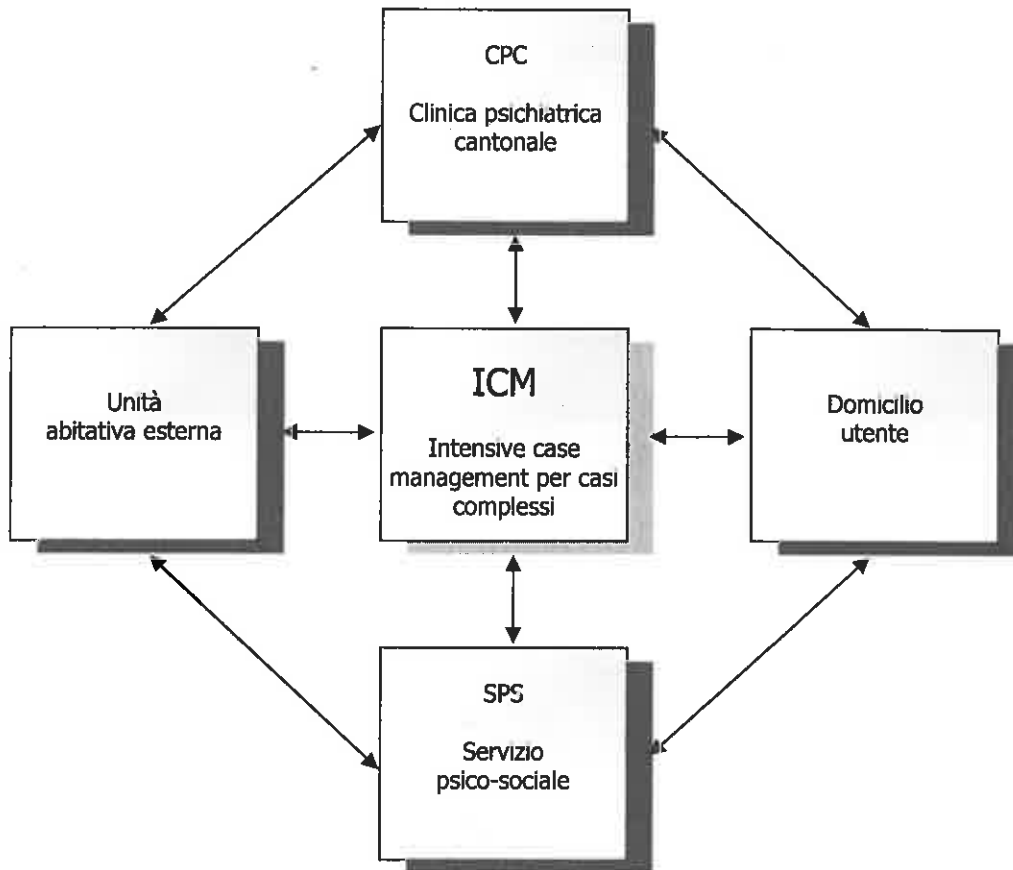 CPC
Clinica psichiatrica
cantonale
Unità
abitativa esterna
ICM
Intensive case
management per casi
complessi
Domicilio
utente
SPS
Servizio
psico-sociale